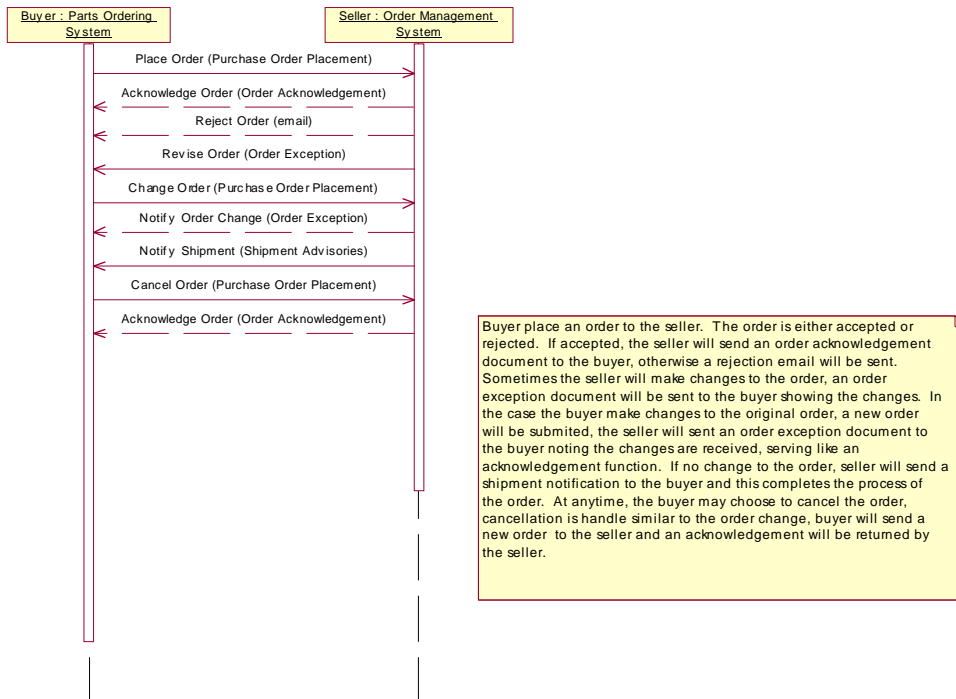 Buyer : Parts Ordering
System
Seller : Order Management
System
Place Order (Purchase Order Placement)
Acknowledge Order (Order Acknowledgement)
Reject Order (email)
Revise Order (Order Exception)
Change Order (Purchase Order Placement)
Notify Order Change (Order Exception)
Notify Shipment (Shipment Advisories)
Cancel Order (Purchase Order Placement)
Acknowledge Order (Order Acknowledgement)
Buyer place an order to the seller. The order is either accepted or
rejected. If accepted, the seller will send an order acknowledgement
document to the buyer, otherwise a rejection email will be sent.
Sometimes the seller will make changes to the order, an order
exception document will be sent to the buyer showing the changes. In
the case the buyer make changes to the original order, a new order
will be submited, the seller will sent an order exception document to
the buyer noting the changes are received, serving like an
acknowledgement function. If no change to the order, seller will send a
shipment notification to the buyer and this completes the process of
the order. At anytime, the buyer may choose to cancel the order,
cancellation is handle similar to the order change, buyer will send a
new order to the seller and an acknowledgement will be returned by
the seller.